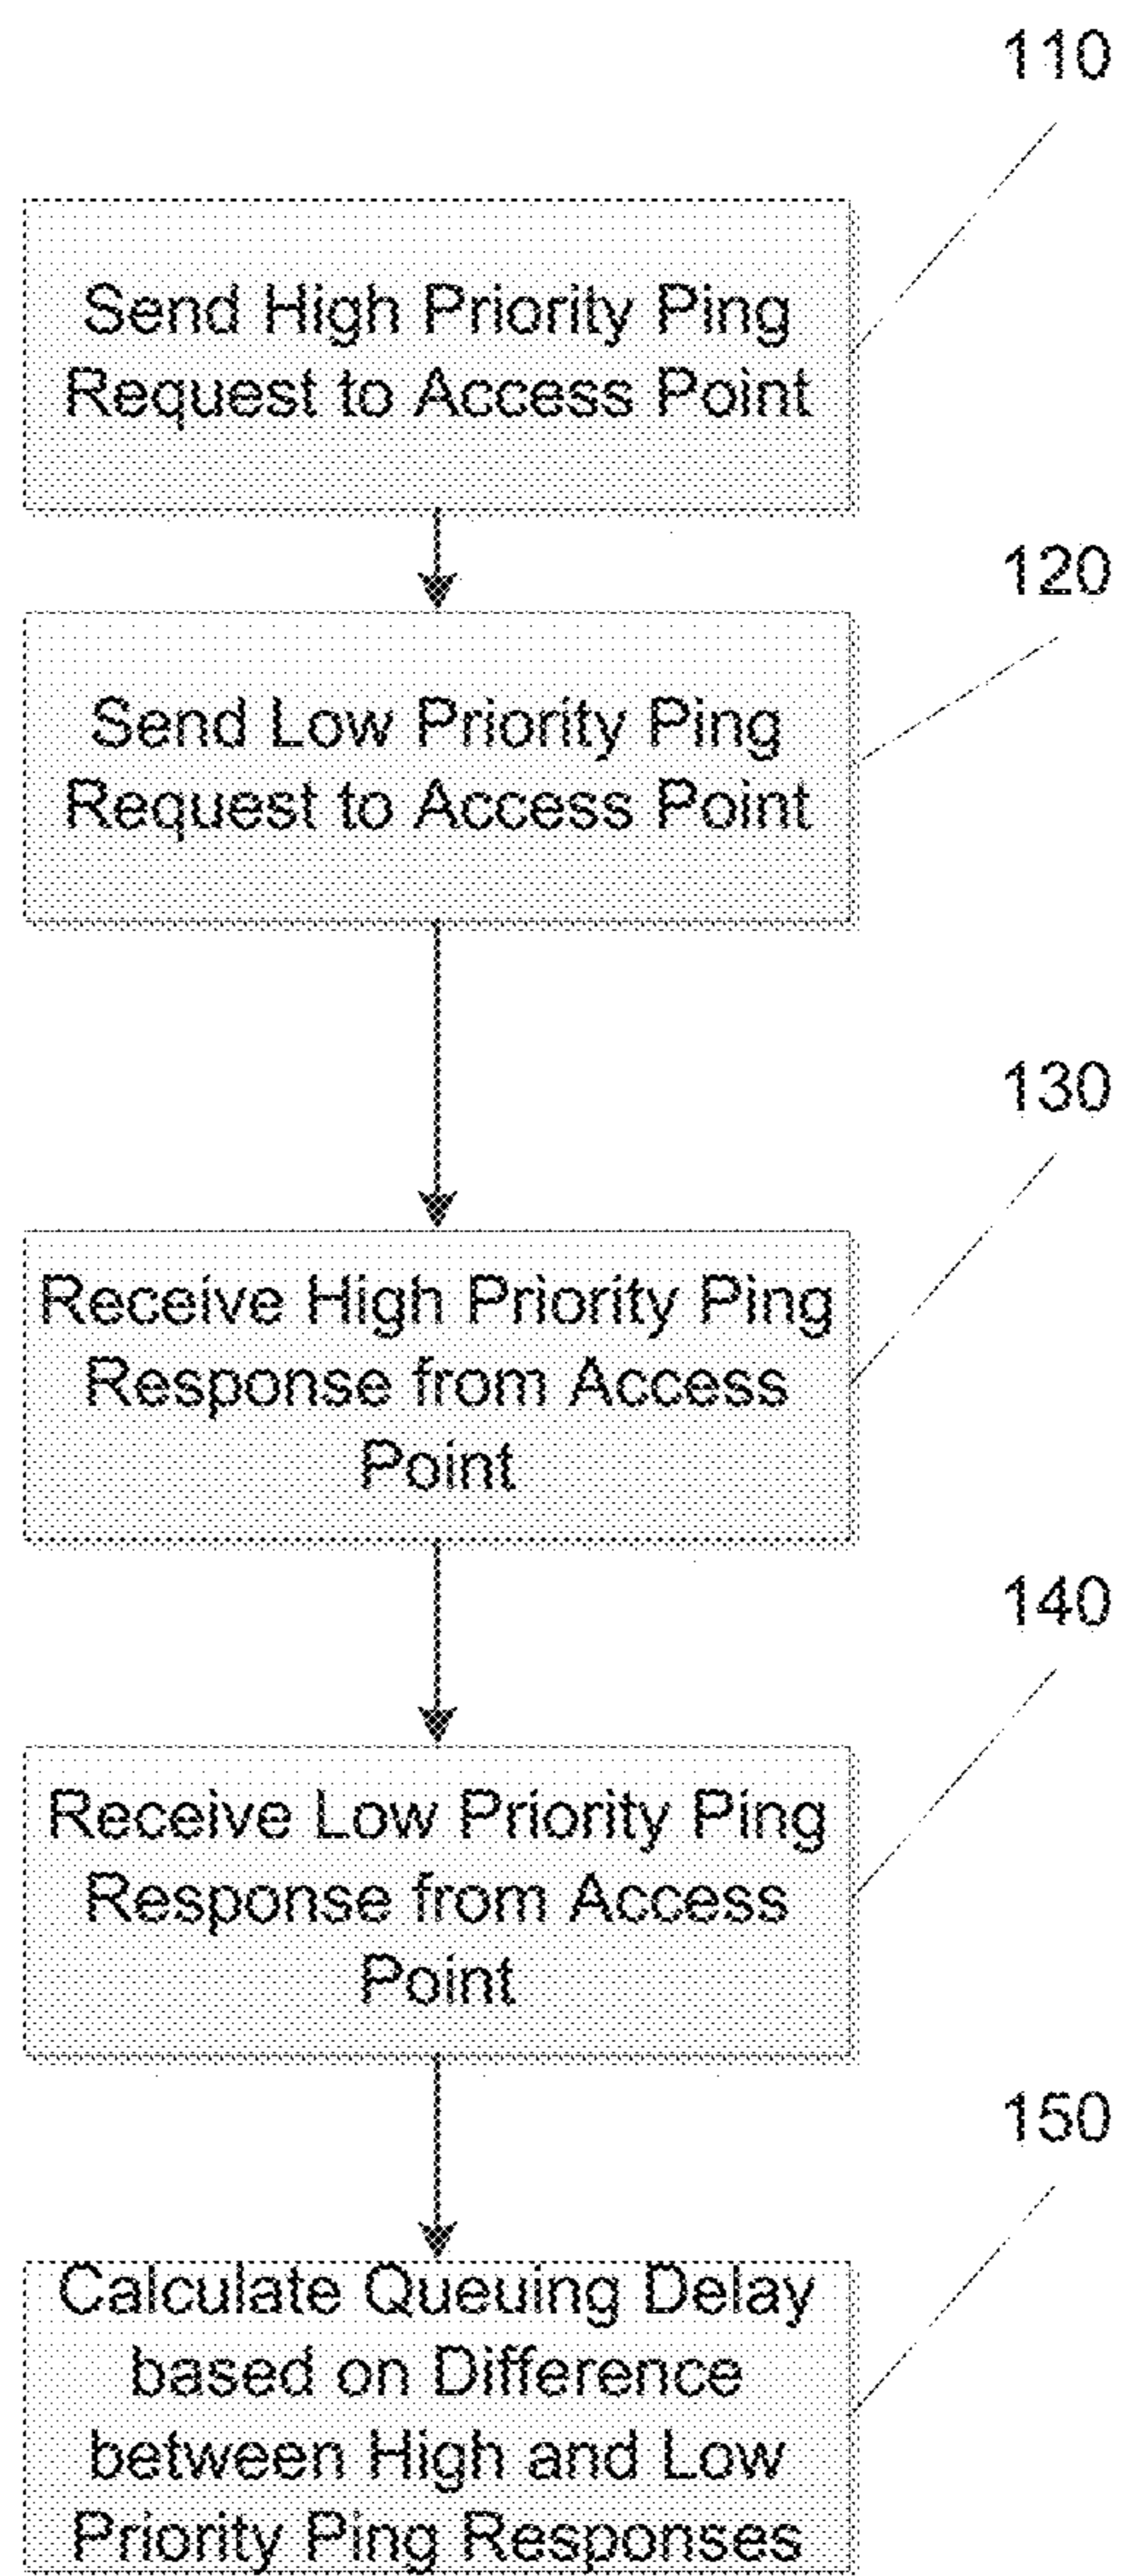 110
Send High Priority Ping
Request to Access Point
120
Send Low Priority Ping
Request to Access Point
130
Receive High Priority Ping
Response from Access
Point
140
Receive Low Priority Ping
Response from Access
Point
150
Calculate Queuing Delay
based on Difference
between High and Low
Priority Ping Responses